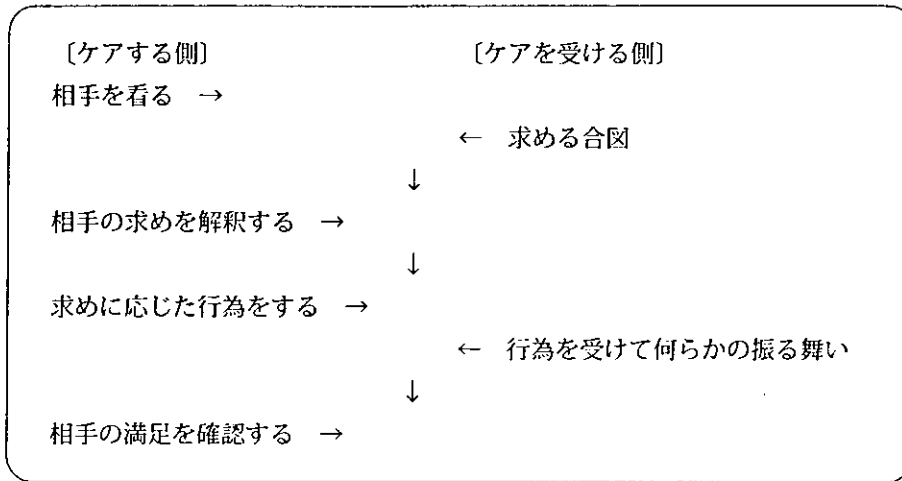 〔ケアする側〕 〔ケアを受ける側〕
相手を看る →
← 求める合図
↓
相手の求めを解釈する →
↓
求めに応じた行為をする →
← 行為を受けて何らかの振る舞い
↓
相手の満足を確認する →